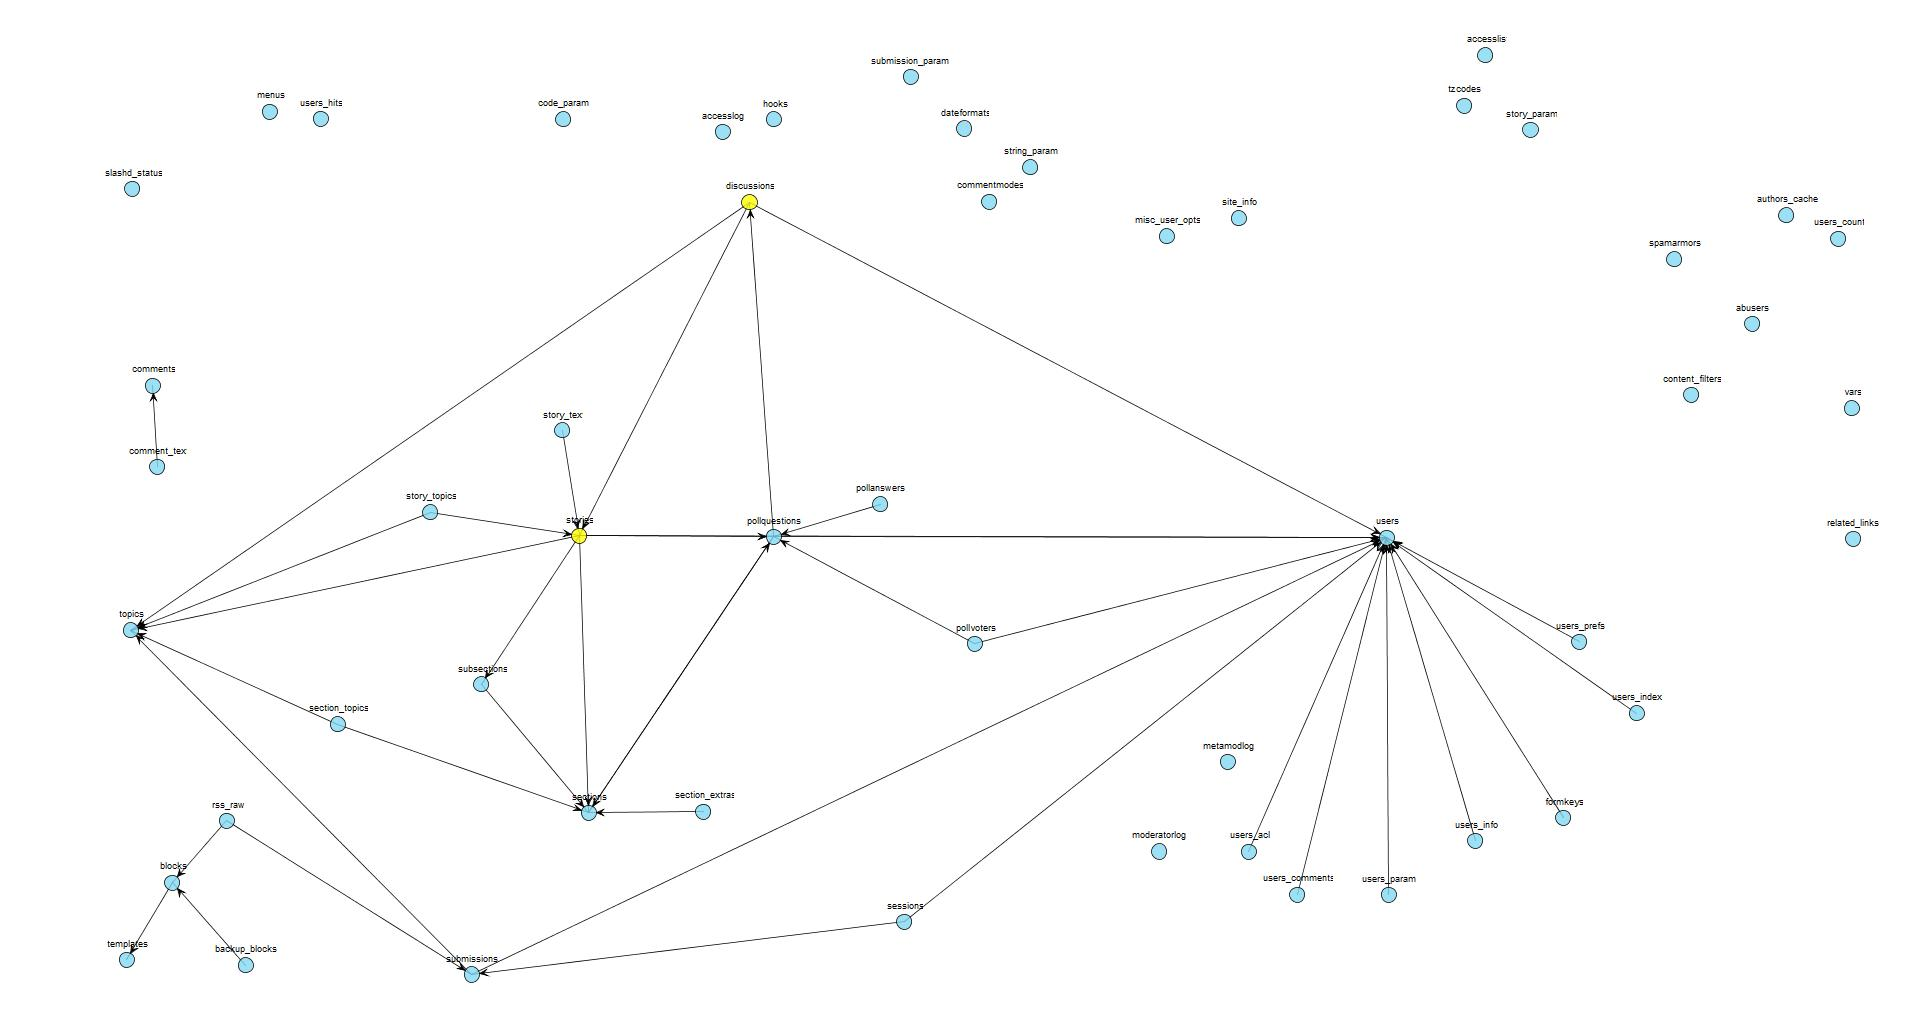 accesslis
submission_param
tzcodes
menus
users_hits
code_param
hooks
accesslog
dateformats
story_param
string_param
slashd_status
discussions
commentmodes
authors_cache
site_info
misc_user_opts
users_count
spamarmors
abusers
comments
content_filters
vars
story_tex
comment_tex
pollanswers
story_topics
stories
pollquestions
users
related_links
topics
pollvoters
users_prefs
subsections
users_index
section_topics
metamodlog
sections
section_extras
rss_raw
formkeys
users_info
moderatorlog
users_acl
blocks
users_comments
users_param
sessions
templates
backup_blocks
submissions